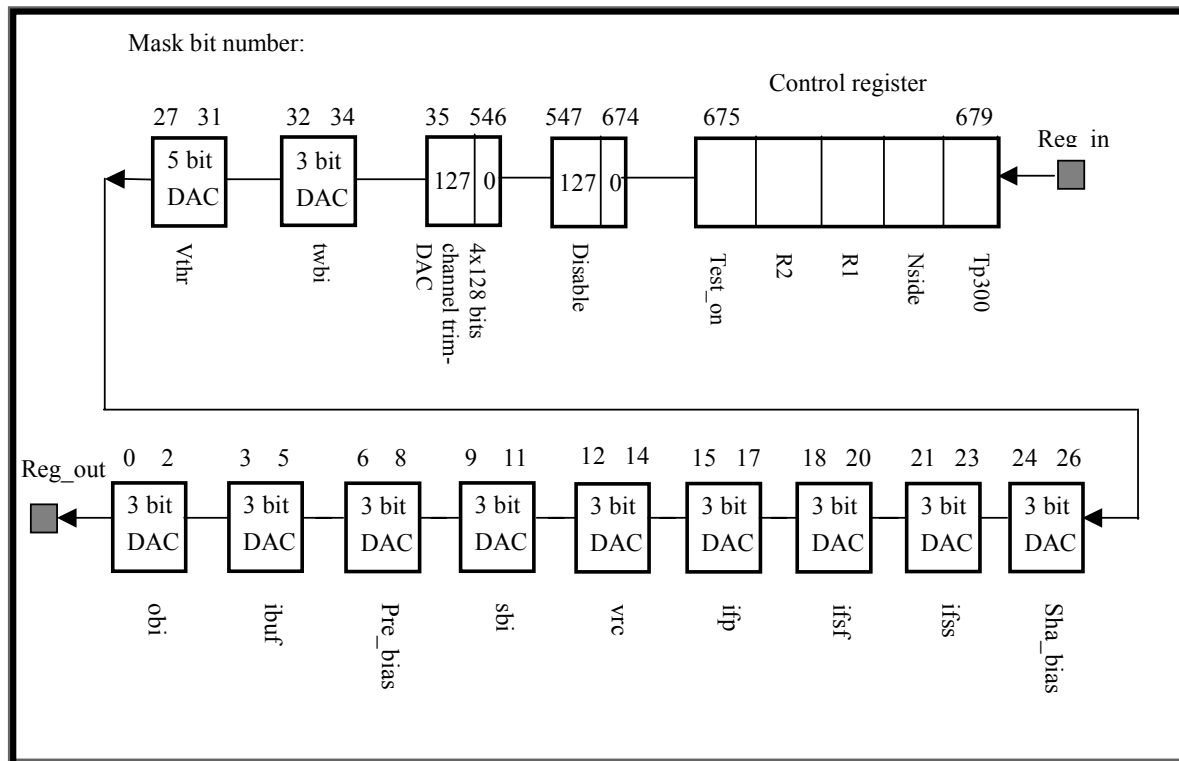 Mask bit number:
Control register
27 31 32 34 35 546 547 674 675 679
Reg_in
5 bit
DAC
3 bit
DAC
127 0
127 0
Vthr
twbi
4x128 bits
channel trim-
DAC
Disable
Test_on
R2
R1
Nside
Tp300
Reg_out
0 2 3 5 6 8 9 11 12 14 15 17 18 20 21 23 24 26
3 bit
DAC
3 bit
DAC
3 bit
DAC
3 bit
DAC
3 bit
DAC
3 bit
DAC
3 bit
DAC
3 bit
DAC
3 bit
DAC
obi
ibuf
Pre_bias
sbi
vrc
ifp
ifsf
ifss
Sha_bias